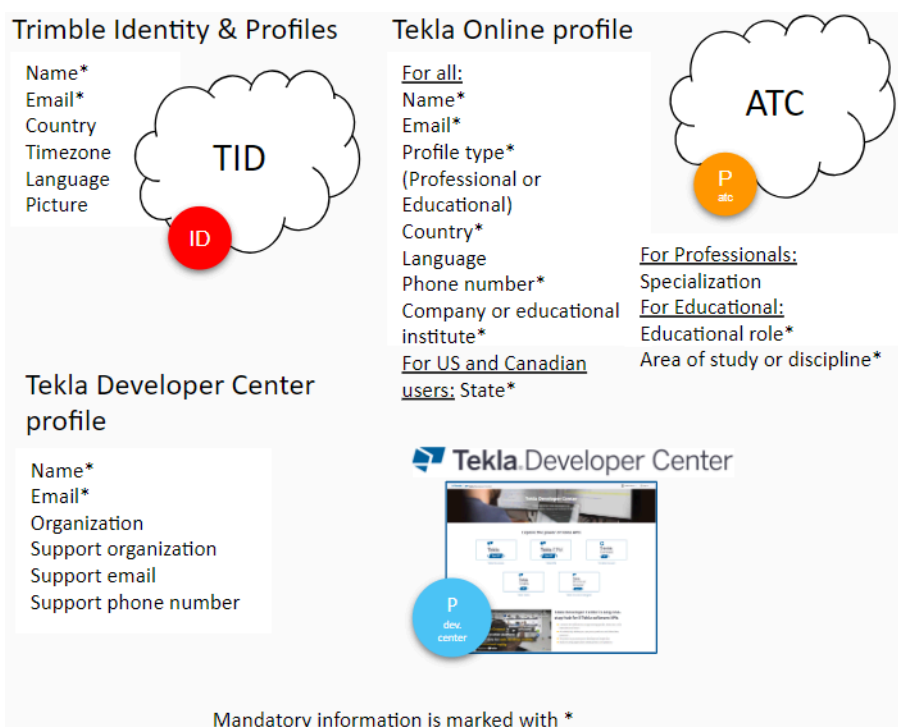 Trimble Identity & Profiles
Name*
Email*
Country
Timezone
Language
Picture
TID
ID
Tekla Online profile
For all:
Name*
Email*
Profile type*
(Professional or
Educational)
Country*
Language
Phone number*
Company or educational
institute*
For US and Canadian
users: State*
ATC
P
atc
For Professionals:
Specialization
For Educational:
Educational role*
Area of study or discipline*
Tekla Developer Center
profile
Name*
Email*
Organization
Support organization
Support email
Support phone number
Tekla Developer Center
Tekla Developer Center
P
dev.
center
Mandatory information is marked with *